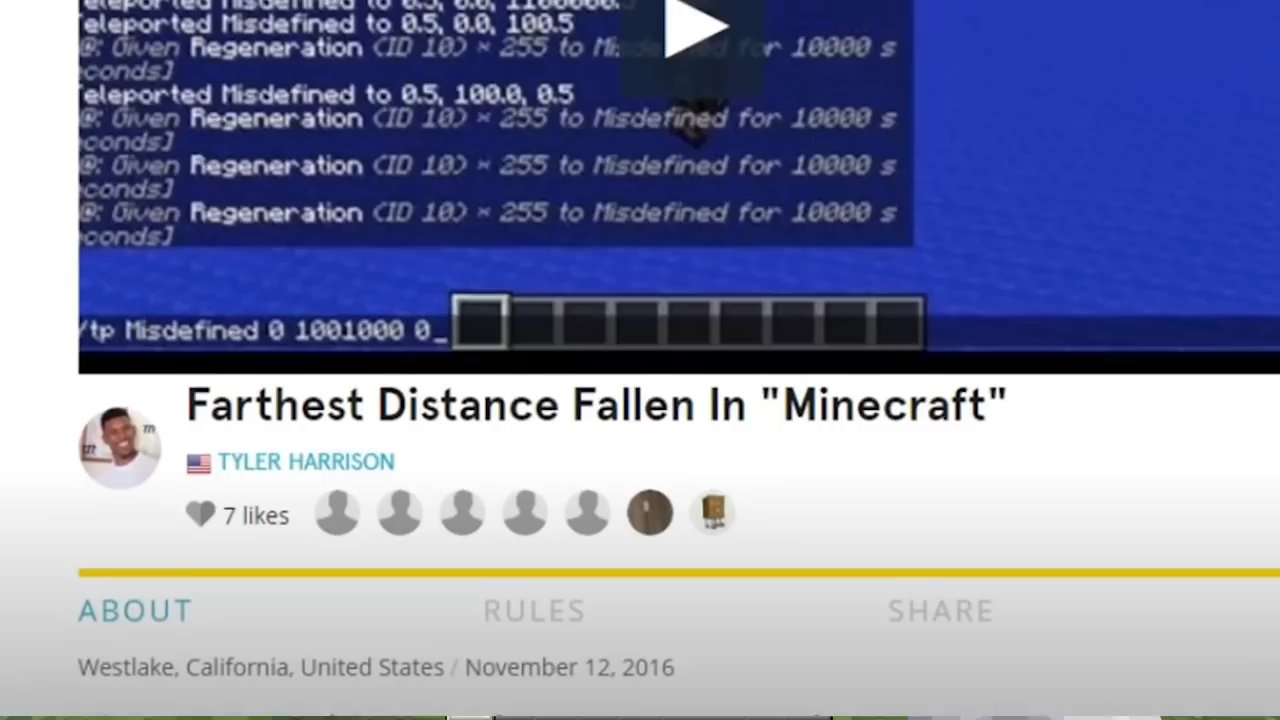 Teleported Misdefined to 0.5, 0.0, 100.5
@: Given Regeneration (ID 10) × 255 to Misdefined for 10000 s
econds]
Teleported Misdefined to 0.5, 100.0, 0.5
@: Given Regeneration (ID 10) × 255 to Misdefined for 10000 s
econds]
@: Given Regeneration (ID 10) × 255 to Misdefined for 10000 s
econds]
@: Given Regeneration (ID 10) × 255 to Misdefined for 10000 s
econds]
/tp Misdefined 0 1001000 0_
Farthest Distance Fallen In "Minecraft"
TYLER HARRISON
7 likes
ABOUT
RULES
SHARE
Westlake, California, United States / November 12, 2016